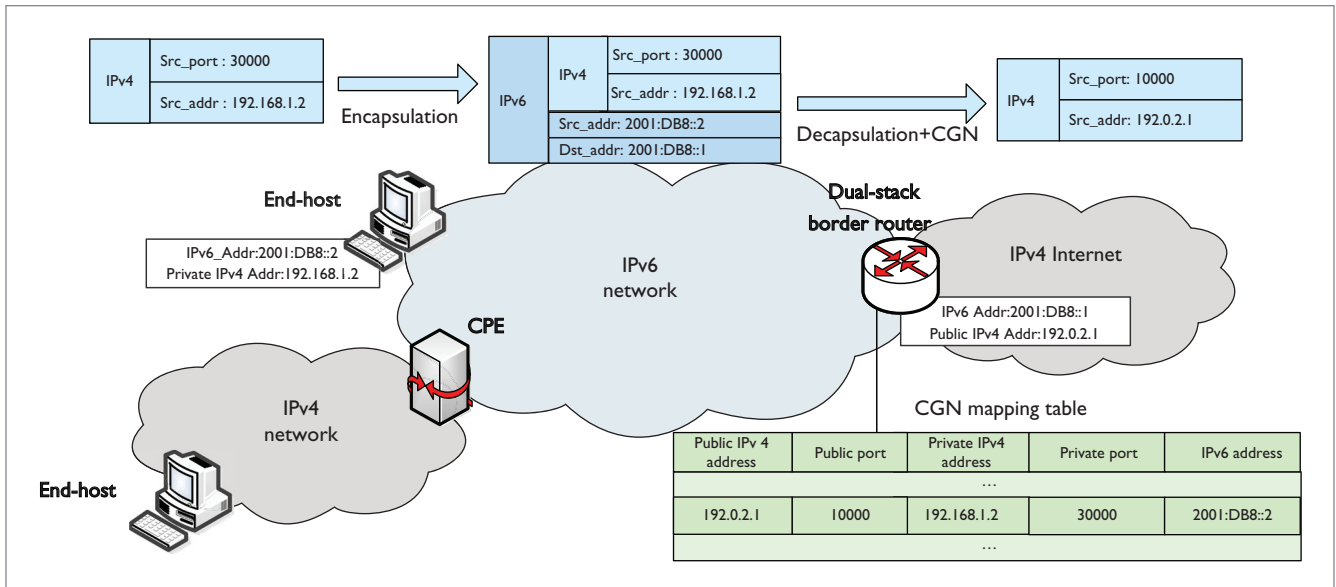 IPv4
Src_port : 30000
Src_addr : 192.168.1.2
Encapsulation
IPv6
IPv4
Src_port : 30000
Src_addr : 192.168.1.2
Src_addr: 2001:DB8::2
Dst_addr: 2001:DB8::1
Decapsulation+CGN
IPv4
Src_port: 10000
Src_addr: 192.0.2.1
End-host
IPv6_Addr:2001:DB8::2
Private IPv4 Addr:192.168.1.2
IPv6
network
Dual-stack
border router
IPv4 Internet
IPv6 Addr:2001:DB8::1
Public IPv4 Addr:192.0.2.1
CPE
IPv4
network
End-host
CGN mapping table
Public IPv 4
address
Public port
Private IPv4
address
Private port
IPv6 address
...
192.0.2.1
10000
192.168.1.2
30000
2001:DB8::2
...